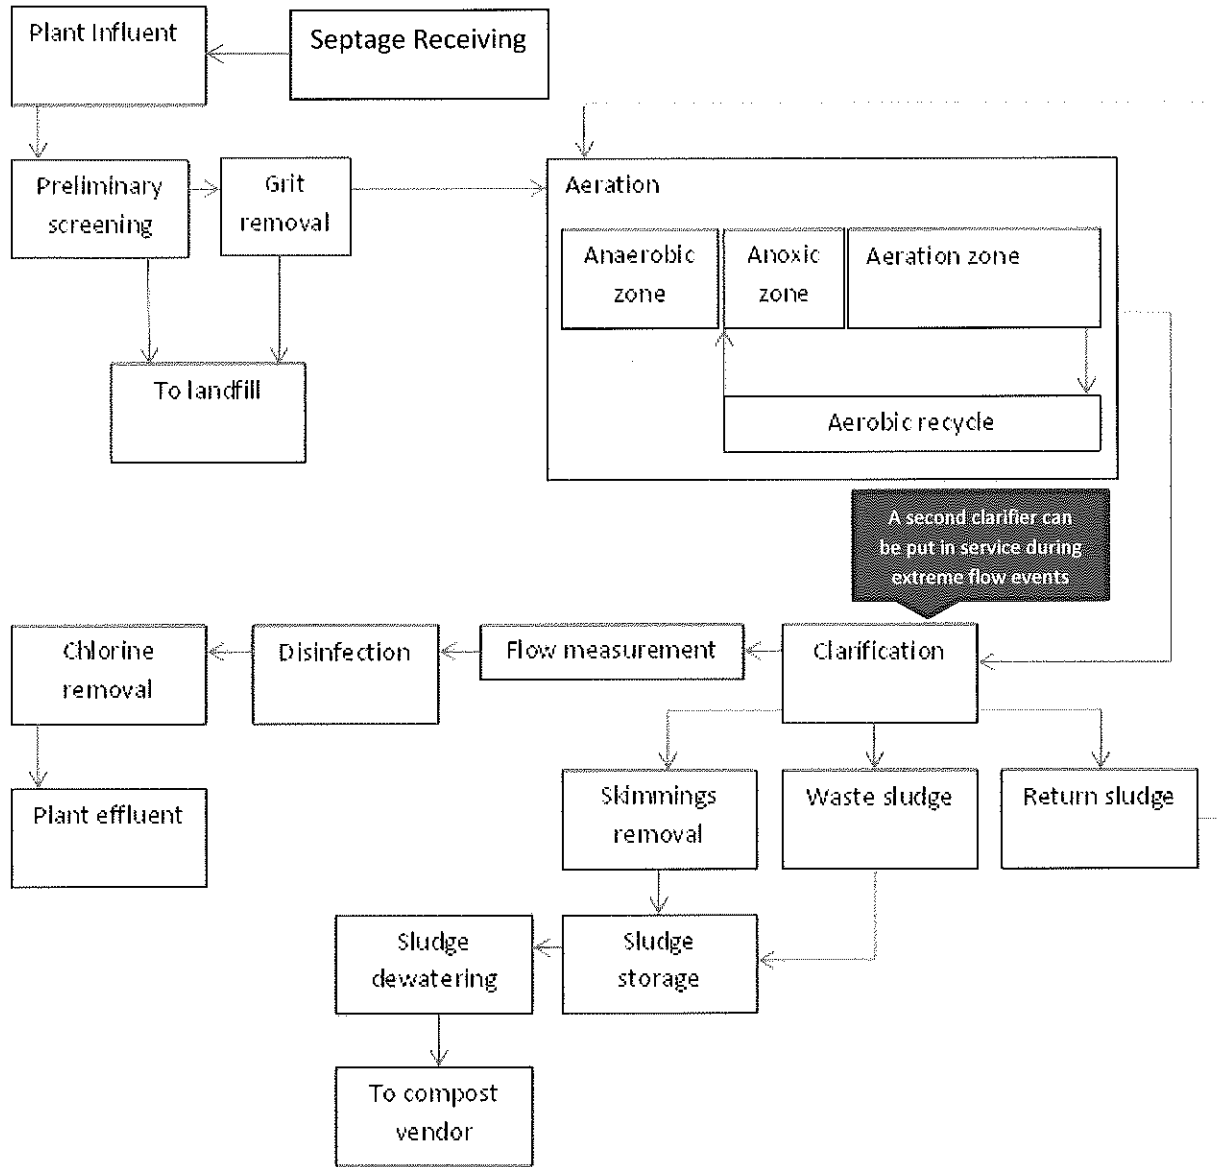 Plant Influent
Septage Receiving
Preliminary
screening
Grit
removal
To landfill
Aeration
Anaerobic
zone
Anoxic
zone
Aeration zone
Aerobic recycle
A second clarifier can
be put in service during
extreme flow events
Chlorine
removal
Disinfection
Flow measurement
Clarification
Plant effluent
Skimmings
removal
Waste sludge
Return sludge
Sludge
dewatering
Sludge
storage
To compost
vendor